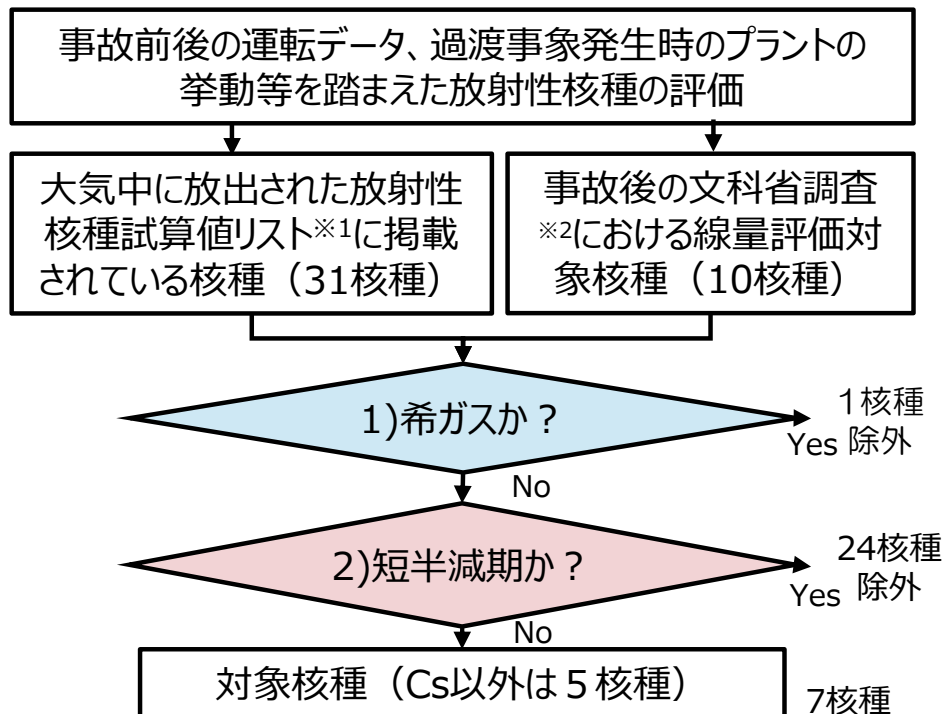 事故前後の運転データ、過渡事象発生時のプラントの
挙動等を踏まえた放射性核種の評価
大気中に放出された放射性
核種試算値リスト※1に掲載
されている核種（31核種）
事故後の文科省調査
※2における線量評価対
象核種（10核種）
1)希ガスか？
１核種
Yes 除外
No
2)短半減期か？
24核種
Yes 除外
No
対象核種（Cs以外は５核種）
7核種